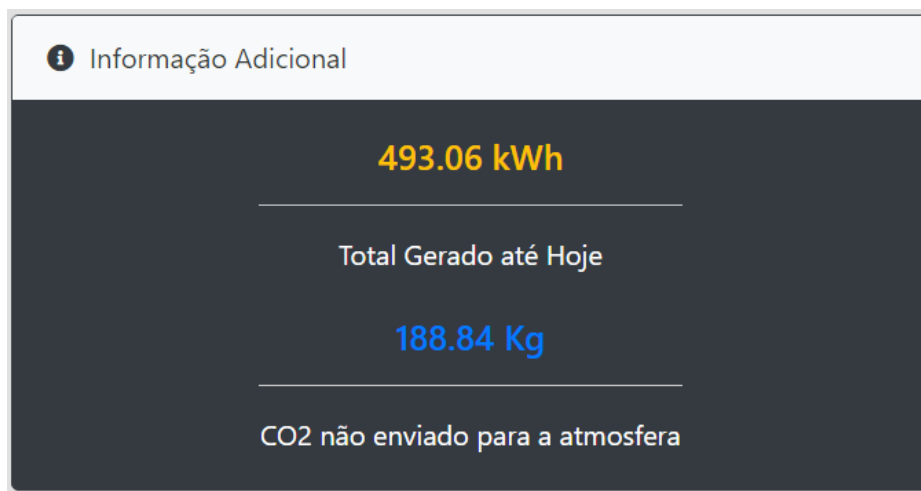 Informação Adicional
493.06 kWh
Total Gerado até Hoje
188.84 Kg
CO2 não enviado para a atmosfera